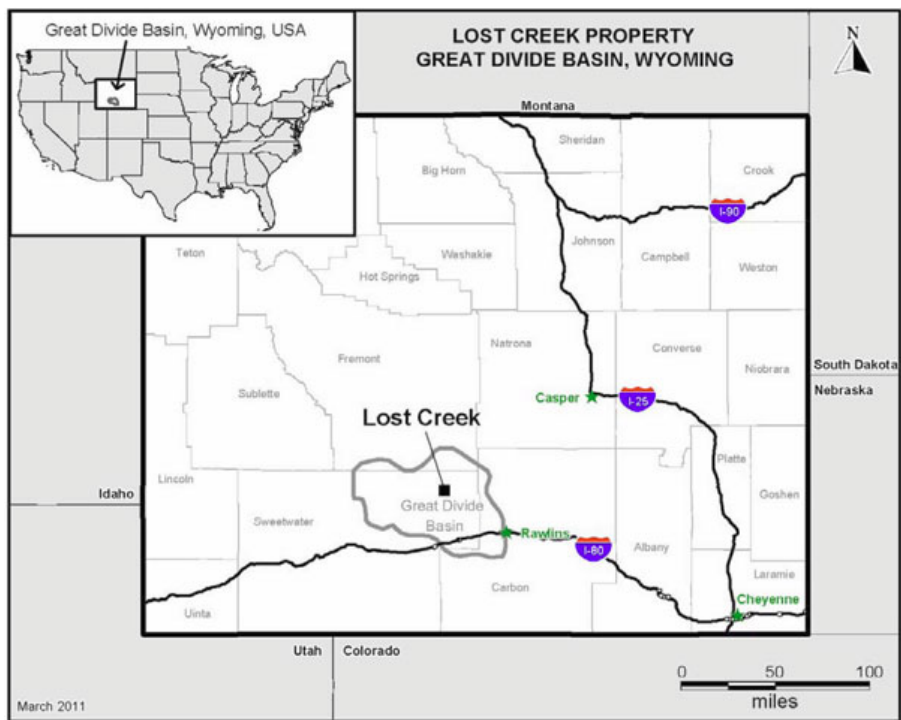 Great Divide Basin, Wyoming, USA
LOST CREEK PROPERTY
GREAT DIVIDE BASIN, WYOMING
N
Montana
Sheridan
Big Horn
Crook
I-90
Teton
Washakie
Johnson
Hot Springs
Campbell
Weston
Fremont
Natrona
Converse
Niobrara
South Dakota
Nebraska
Sublette
Casper
I-25
Lost Creek
Platte
Lincoln
Goshen
Idaho
Great Divide
Basin
Sweetwater
Rawlins
I-80
Albany
Laramie
Carbon
Cheyenne
Uinta
Utah
Colorado
0 50 100
miles
March 2011